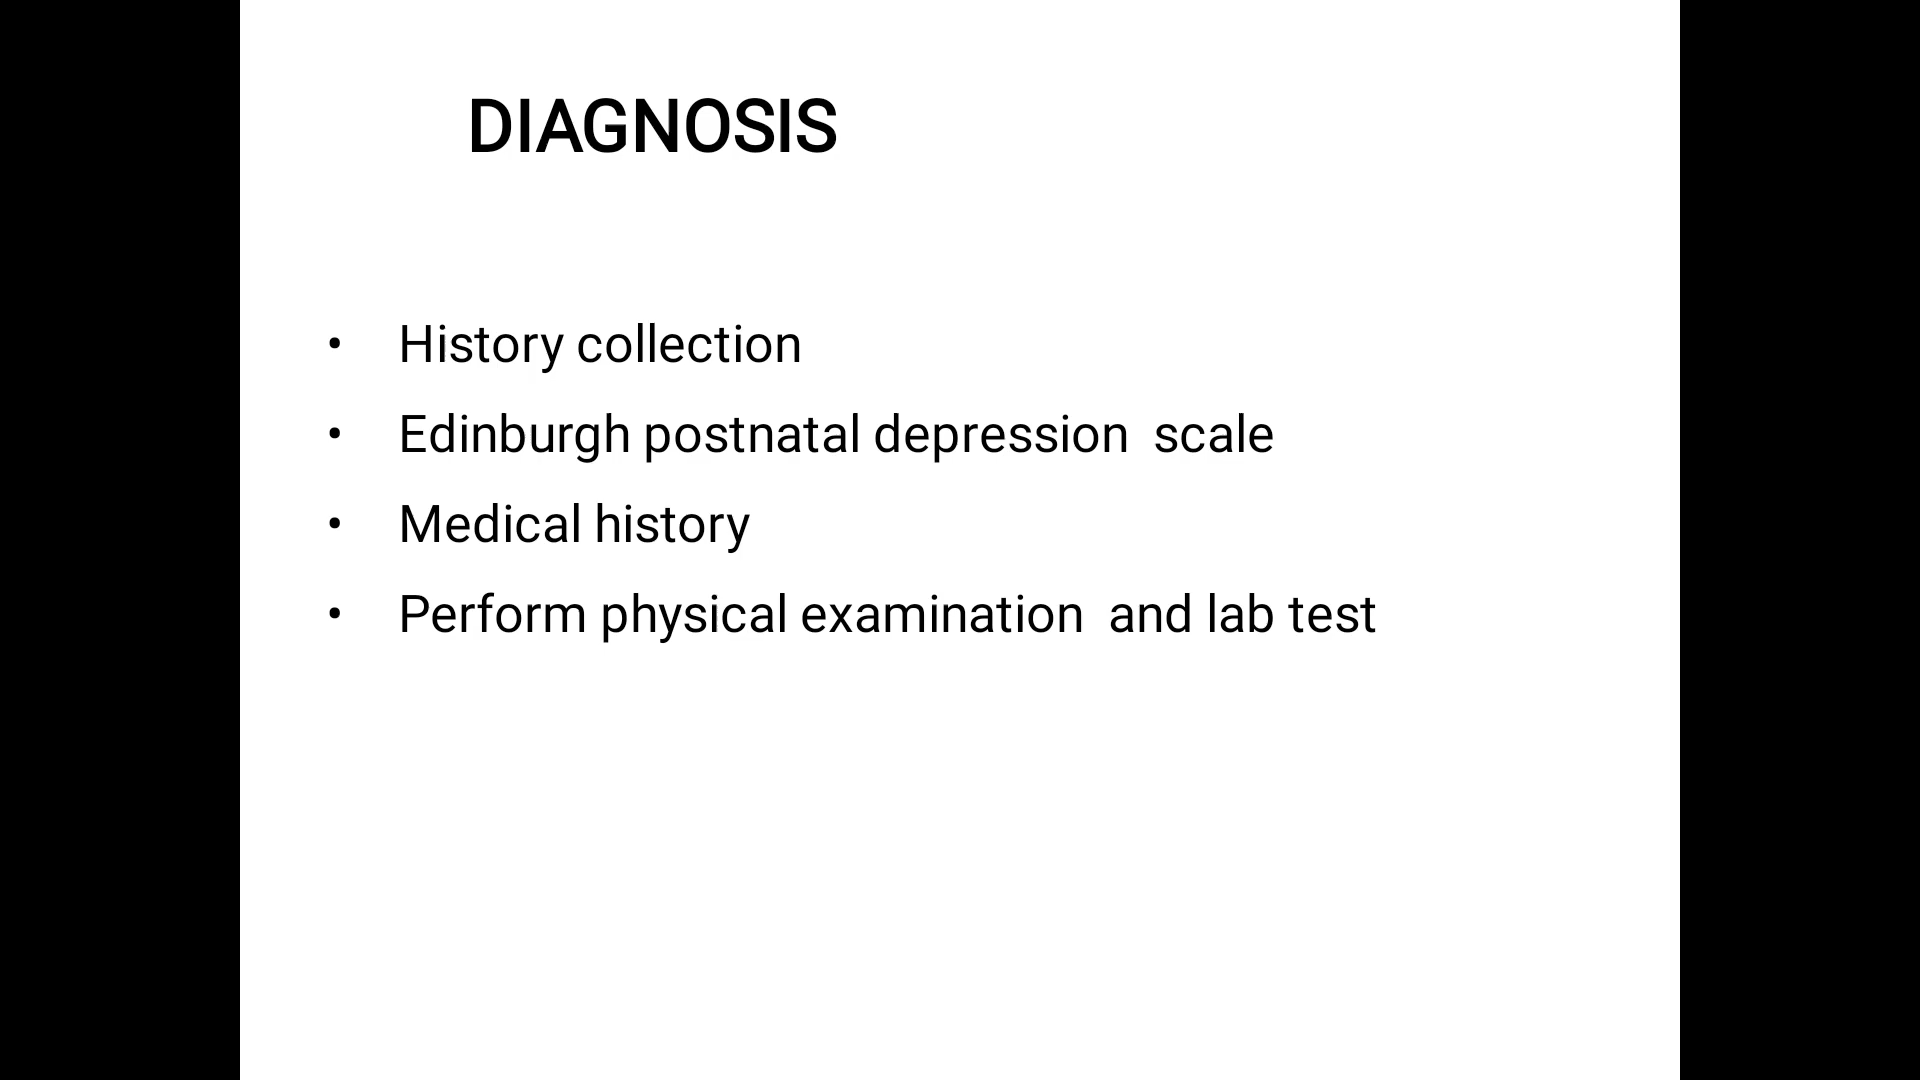 DIAGNOSIS
• History collection
• Edinburgh postnatal depression  scale
• Medical history
• Perform physical examination  and lab test